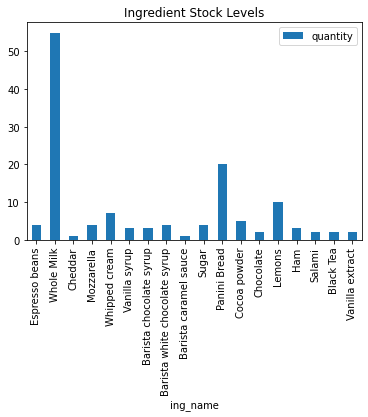 Ingredient Stock Levels
quantity
50
40
30
20
10
0
Espresso beans
Whole Milk
Cheddar
Mozzarella
Whipped cream
Vanilla syrup
Barista chocolate syrup
Barista white chocolate syrup
Barista caramel sauce
Sugar
Panini Bread
Cocoa powder
Chocolate
Lemons
Ham
Salami
Black Tea
Vanilla extract
ing_name